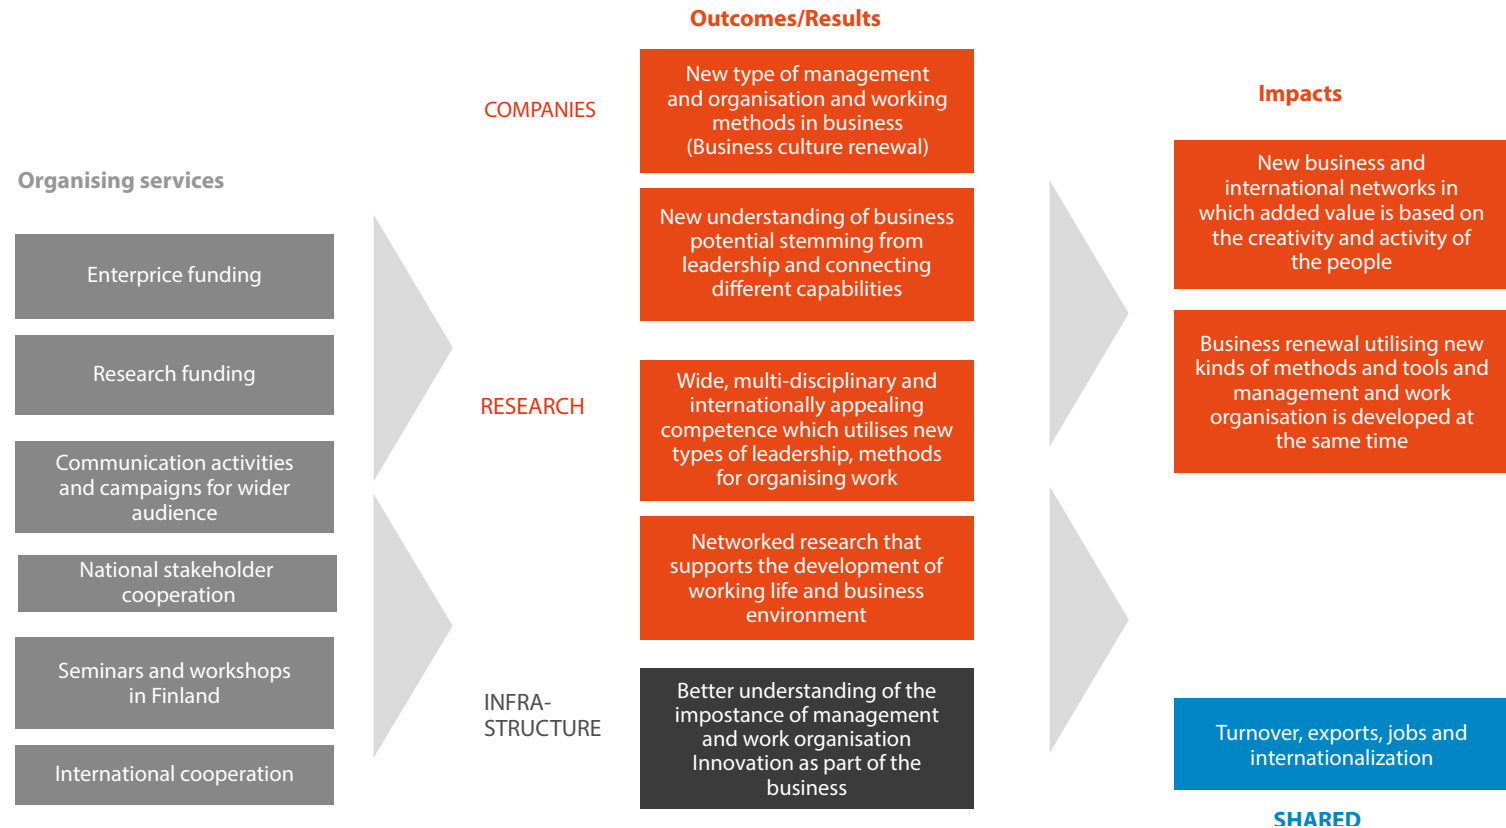 Organising services
Enterprice funding
Research funding
Communication activities
and campaigns for wider
audience
National stakeholder
cooperation
Seminars and workshops
in Finland
International cooperation
Outcomes/Results
COMPANIES
New type of management
and organisation and working
methods in business
(Business culture renewal)
New understanding of business
potential stemming from
leadership and connecting
different capabilities
RESEARCH
Wide, multi-disciplinary and
internationally appealing
competence which utilises new
types of leadership, methods
for organising work
Networked research that
supports the development of
working life and business
environment
INFRA-
STRUCTURE
Better understanding of the
impostance of management
and work organisation
Innovation as part of the
business
Impacts
New business and
international networks in
which added value is based on
the creativity and activity of
the people
Business renewal utilising new
kinds of methods and tools and
management and work
organisation is developed at
the same time
Turnover, exports, jobs and
internationalization
SHARED